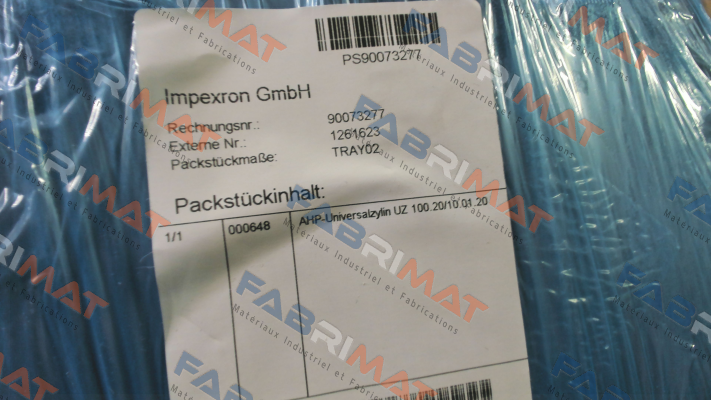 PS90073277
Impexron GmbH
Rechnungsnr.: 90073277
Externe Nr.: 1261623
Packstückmaße: TRAY02
Packstückinhalt:
1/1 000648 AHP-Universalzylin UZ 100.20/10.01.20
FABRIMAT
Materiaux Industriel et Fabrications